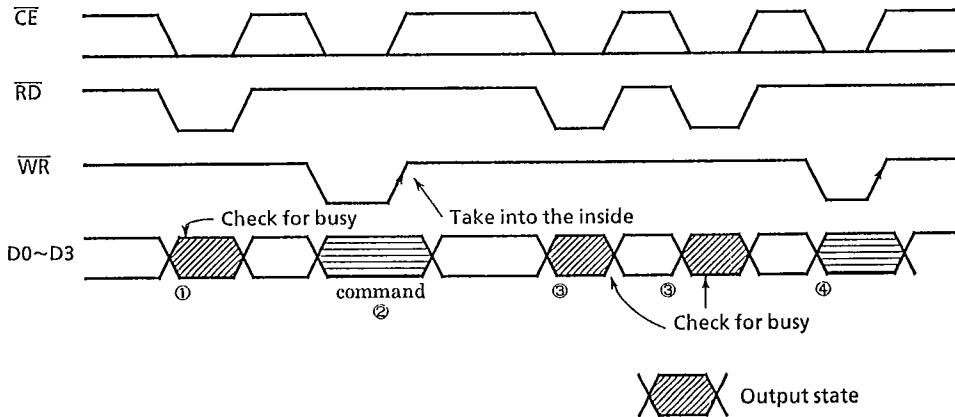 CE
RD
WR
Check for busy
Take into the inside
D0~D3
① command ③ ③ ④
②
Check for busy
Output state